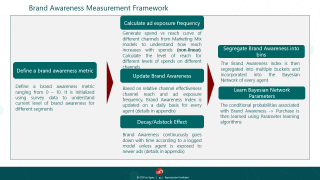 Brand Awareness Measurement Framework
Define a brand awareness metric
Define a brand awareness metric
ranging from 0 – 10. It is initialized
using survey data to understand
current level of brand awareness for
different segments
Calculate ad exposure frequency
Generate spend vs reach curve of
different channels from Marketing Mix
models to understand how reach
increases with spends (non-linear).
Calculate the level of reach for
different levels of spends on different
channels
Update Brand Awareness
Based on relative channel effectiveness
channel reach and ad exposure
frequency, Brand Awareness Index is
updated on a daily basis for every
agent (details in appendix)
Decay/Adstock Effect
Brand Awareness continuously goes
down with time according to a logged
model unless agent is exposed to
newer ads (details in appendix)
Segregate Brand Awareness into
bins
The Brand Awareness index is then
segregated into multiple buckets and
incorporated into the Bayesian
Network of every agent
Learn Bayesian Network
Parameters
The conditional probabilities associated
with Brand Awareness -> Purchase is
then learned using Parameter learning
algorithms